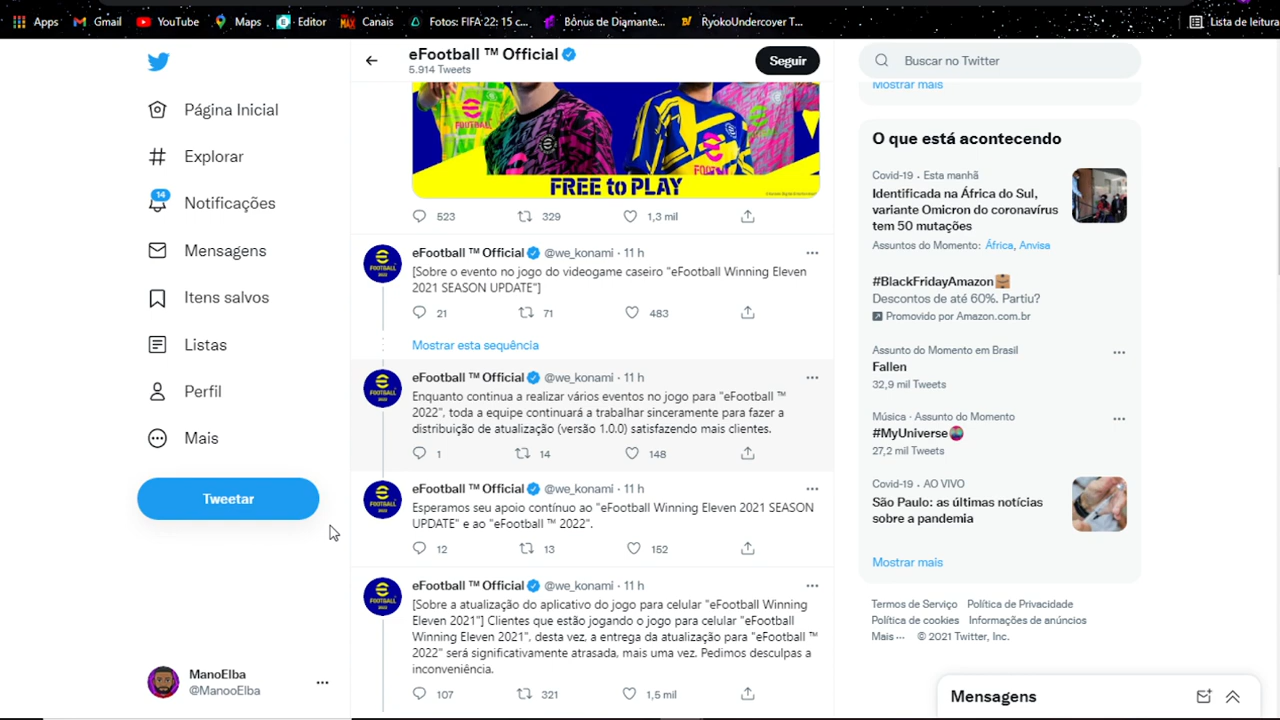 Apps
Gmail
YouTube
Maps
Editor
Canais
Fotos: FIFA 22: 15 c...
Bônus de Diamante...
RyokoUndercover T...
Lista de leitura
Página Inicial
Explorar
14
Notificações
Mensagens
Itens salvos
Listas
Perfil
Mais
Tweetar
ManoElba
@ManooElba
eFootball ™ Official
5.914 Tweets
Seguir
FREE to PLAY
523 329 1,3 mil
eFootball ™ Official @we_konami · 11 h
[Sobre o evento no jogo do videogame caseiro "eFootball Winning Eleven
2021 SEASON UPDATE"]
21 71 483
Mostrar esta sequência
eFootball ™ Official @we_konami · 11 h
Enquanto continua a realizar vários eventos no jogo para "eFootball ™
2022", toda a equipe continuará a trabalhar sinceramente para fazer a
distribuição de atualização (versão 1.0.0) satisfazendo mais clientes.
1 14 148
eFootball ™ Official @we_konami · 11 h
Esperamos seu apoio contínuo ao "eFootball Winning Eleven 2021 SEASON
UPDATE" e ao "eFootball ™ 2022".
12 13 152
eFootball ™ Official @we_konami · 11 h
[Sobre a atualização do aplicativo do jogo para celular "eFootball Winning
Eleven 2021"] Clientes que estão jogando o jogo para celular "eFootball
Winning Eleven 2021", desta vez, a entrega da atualização para "eFootball ™
2022" será significativamente atrasada, mais uma vez. Pedimos desculpas a
inconveniência.
107 321 1,5 mil
Buscar no Twitter
Mostrar mais
O que está acontecendo
Covid-19 · Esta manhã
Identificada na África do Sul,
variante Omicron do coronavírus
tem 50 mutações
Assuntos do Momento: África, Anvisa
#BlackFridayAmazon
Descontos de até 60%. Partiu?
Promovido por Amazon.com.br
Assunto do Momento em Brasil
Fallen
32,9 mil Tweets
Música · Assunto do Momento
#MyUniverse
27,2 mil Tweets
Covid-19 · AO VIVO
São Paulo: as últimas notícias
sobre a pandemia
Mostrar mais
Termos de Serviço Política de Privacidade
Política de cookies Informações de anúncios
Mais ··· © 2021 Twitter, Inc.
Mensagens